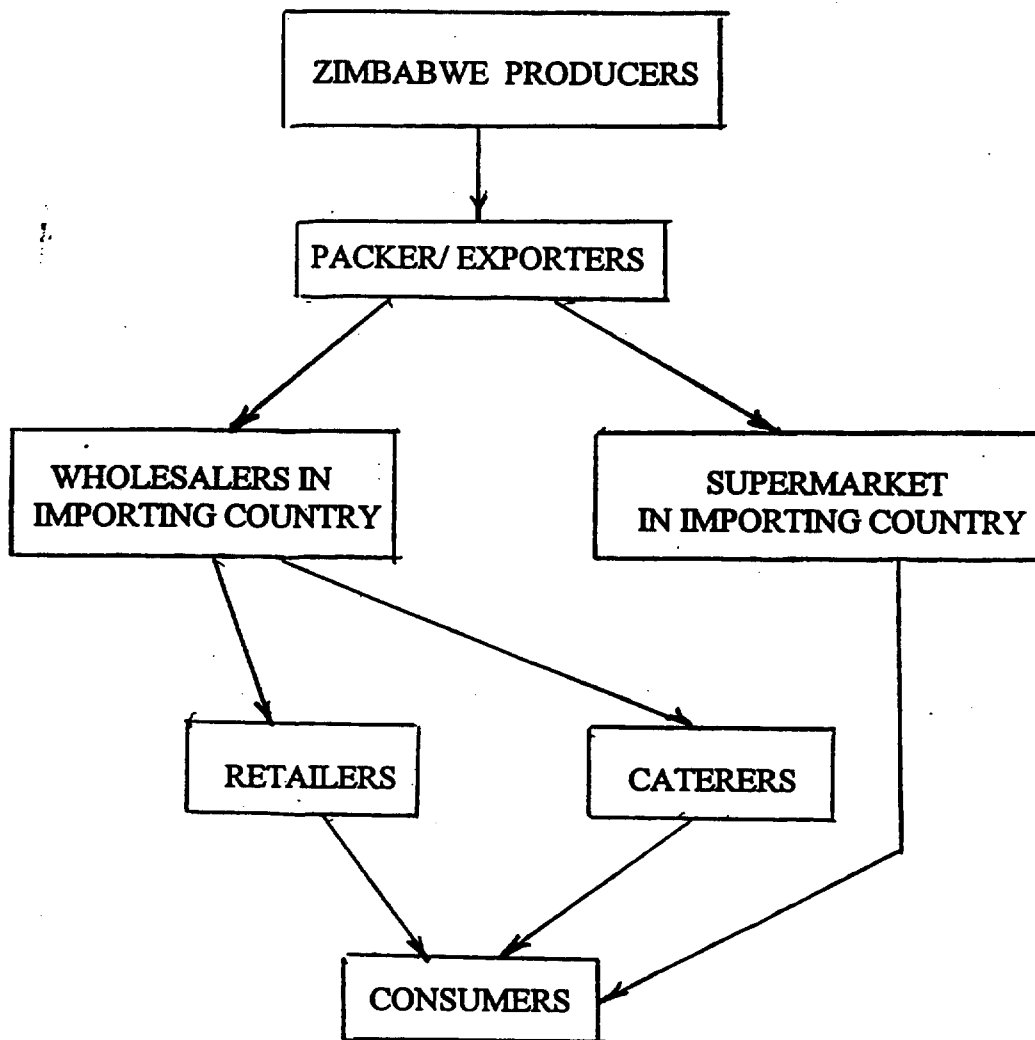 ZIMBABWE PRODUCERS
PACKER/ EXPORTERS
WHOLESALERS IN
IMPORTING COUNTRY
SUPERMARKET
IN IMPORTING COUNTRY
RETAILERS
CATERERS
CONSUMERS